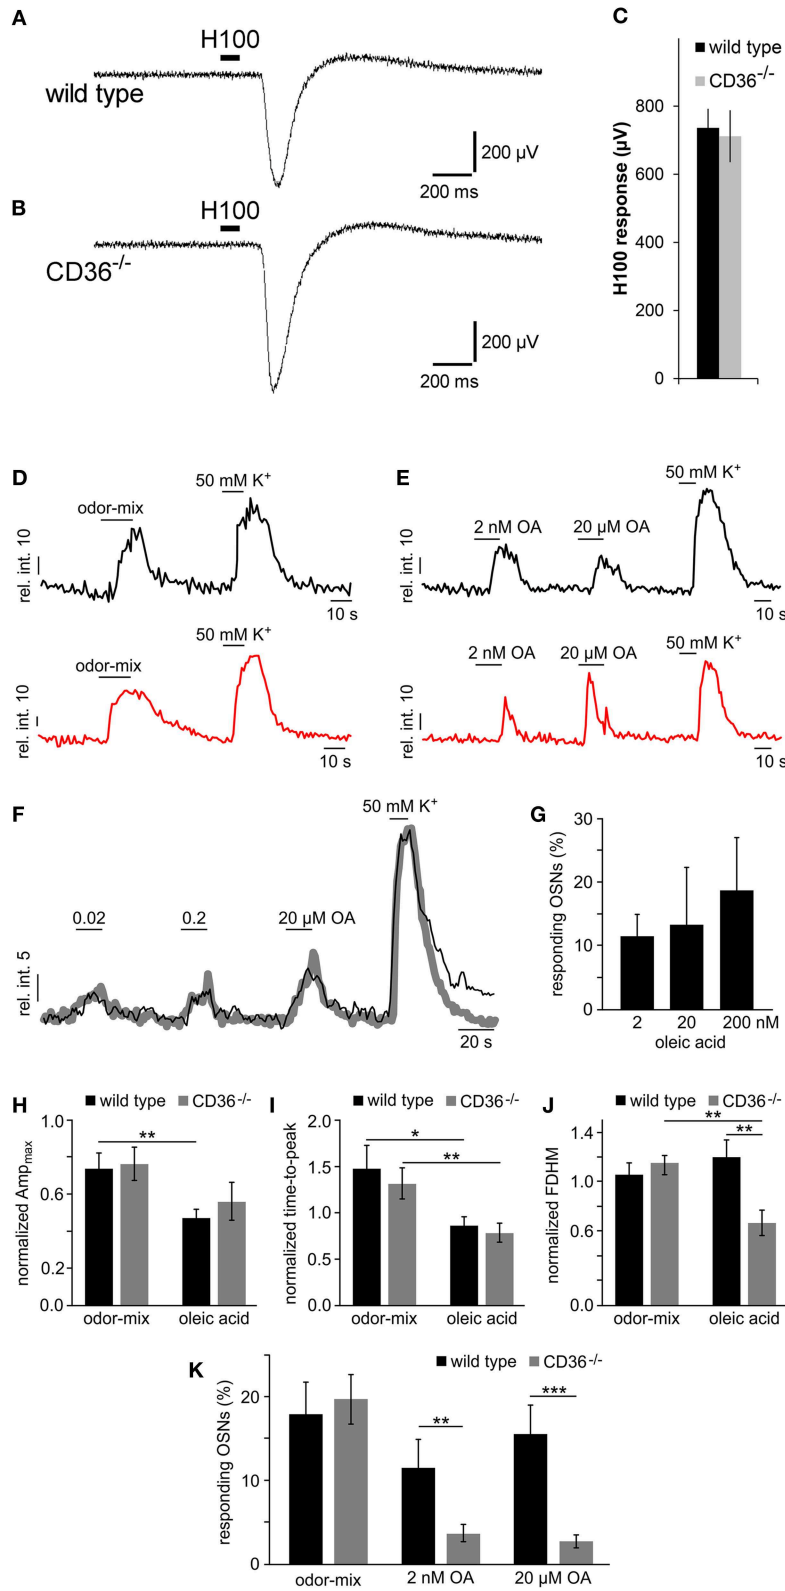 A
H100
wild type
200 µV
200 ms
B
H100
CD36-/-
200 µV
200 ms
C
wild type
CD36-/-
H100 response (µV)
800
600
400
200
0
D
odor-mix
50 mM K+
rel. int. 10
10 s
odor-mix
50 mM K+
rel. int. 10
10 s
E
2 nM OA
20 µM OA
50 mM K+
rel. int. 10
10 s
2 nM OA
20 µM OA
50 mM K+
rel. int. 10
10 s
F
0.02
0.2
20 µM OA
50 mM K+
rel. int. 5
20 s
G
responding OSNs (%)
30
20
10
0
2 20 200 nM
oleic acid
H
wild type CD36-/-
normalized Ampmax
1.0
0.6
0.2
0.0
**
odor-mix oleic acid
I
wild type CD36-/-
normalized time-to-peak
2.0
1.5
1.0
0.5
0.0
*
**
odor-mix oleic acid
J
wild type CD36-/-
normalized FDHM
1.4
1.0
0.6
0.0
**
**
odor-mix oleic acid
K
wild type CD36-/-
responding OSNs (%)
20
10
0
**
***
odor-mix 2 nM OA 20 µM OA